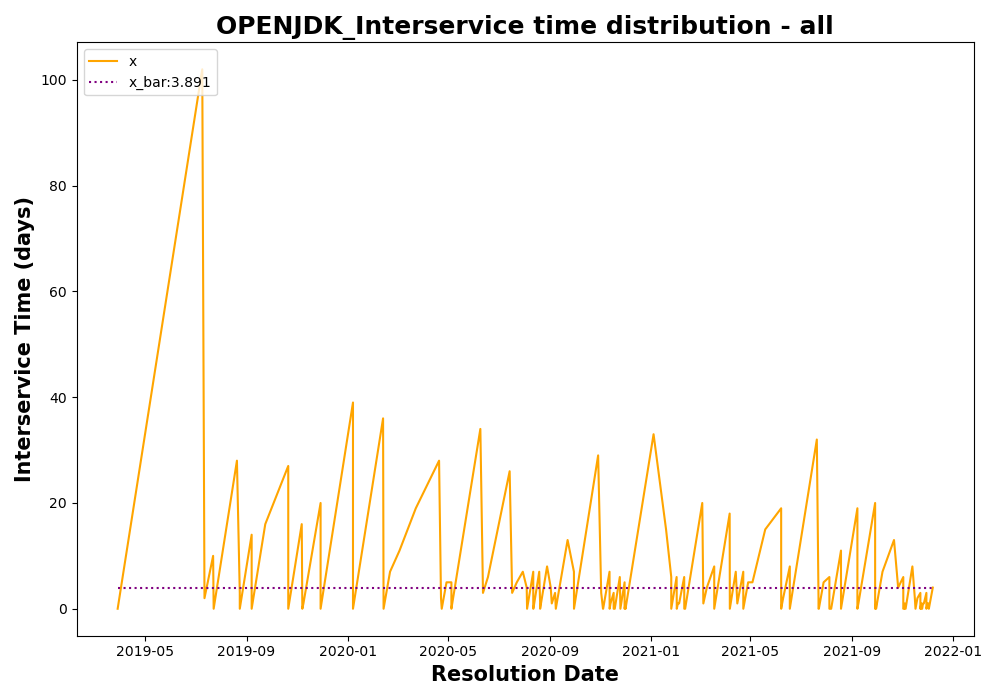 OPENJDK_Interservice time distribution - all
x
x_bar:3.891
Interservice Time (days)
100
80
60
40
20
0
2019-05 2019-09 2020-01 2020-05 2020-09 2021-01 2021-05 2021-09 2022-01
Resolution Date